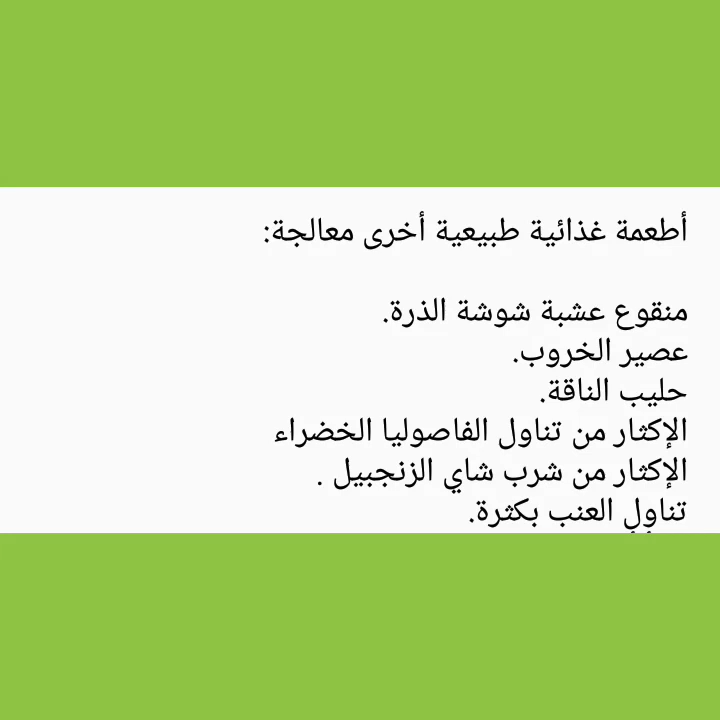 أطعمة غذائية طبيعية أخرى معالجة:
منقوع عشبة شوشة الذرة.
عصير الخروب.
حليب الناقة.
الإكثار من تناول الفاصوليا الخضراء
الإكثار من شرب شاي الزنجبيل .
تناول العنب بكثرة.